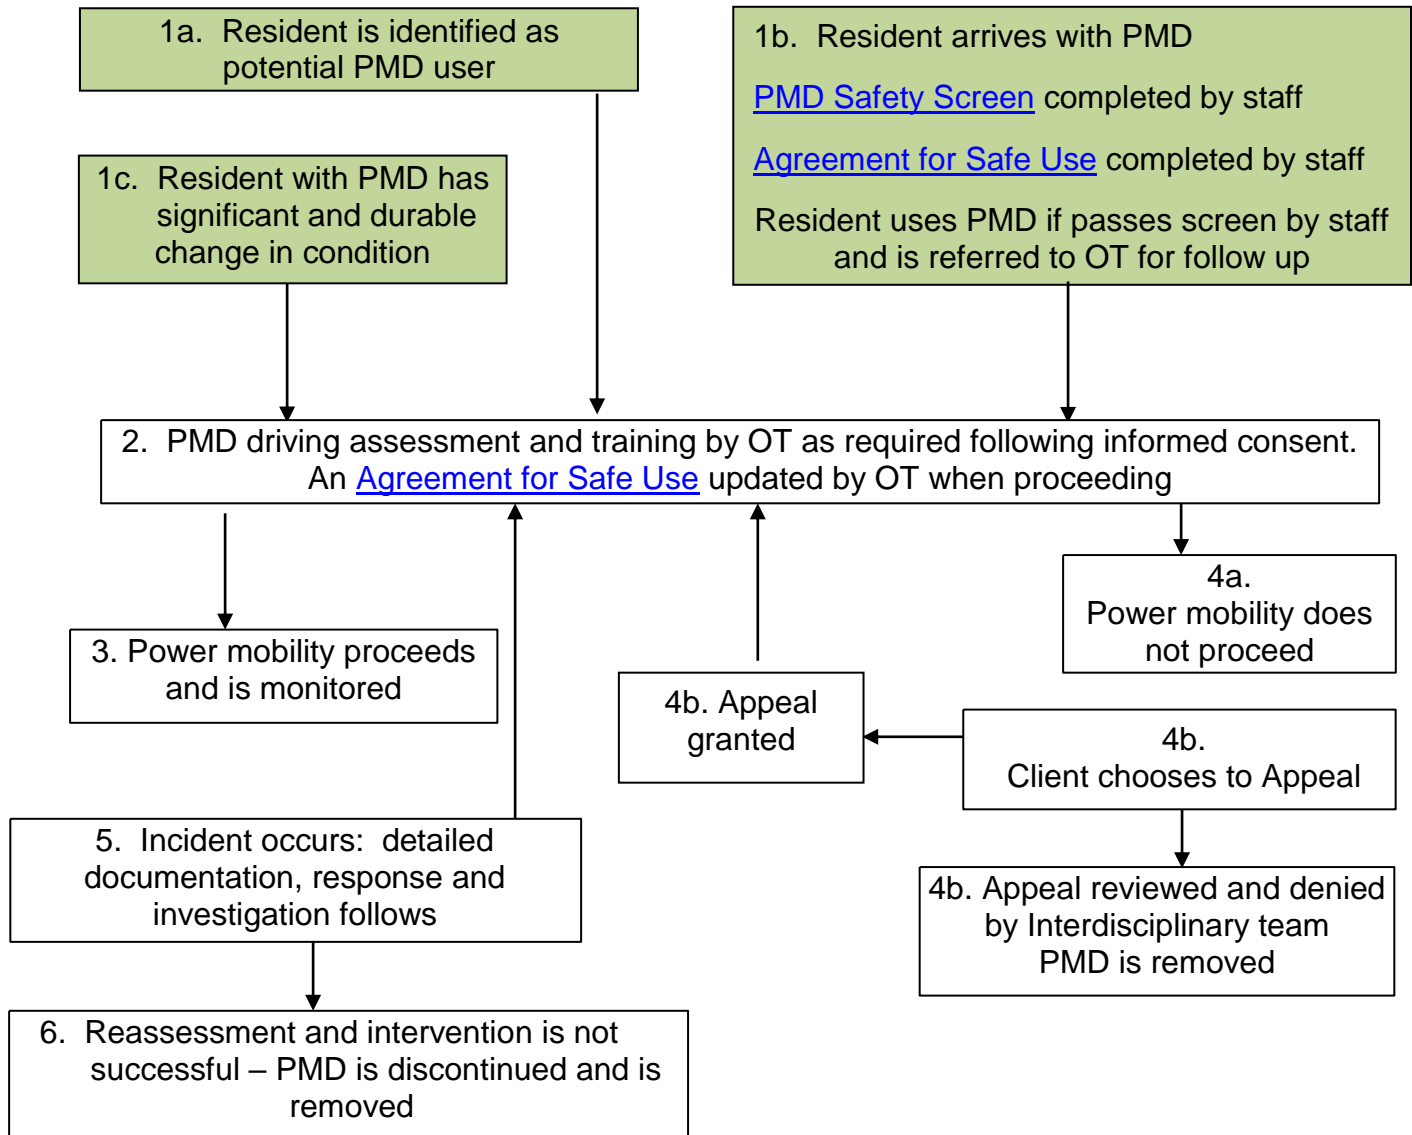 1a. Resident is identified as
potential PMD user
1b. Resident arrives with PMD
PMD Safety Screen completed by staff
Agreement for Safe Use completed by staff
Resident uses PMD if passes screen by staff
and is referred to OT for follow up
1c. Resident with PMD has
significant and durable
change in condition
2. PMD driving assessment and training by OT as required following informed consent.
An Agreement for Safe Use updated by OT when proceeding
3. Power mobility proceeds
and is monitored
4a.
Power mobility does
not proceed
4b. Appeal
granted
4b.
Client chooses to Appeal
5. Incident occurs: detailed
documentation, response and
investigation follows
4b. Appeal reviewed and denied
by Interdisciplinary team
PMD is removed
6. Reassessment and intervention is not
successful – PMD is discontinued and is
removed